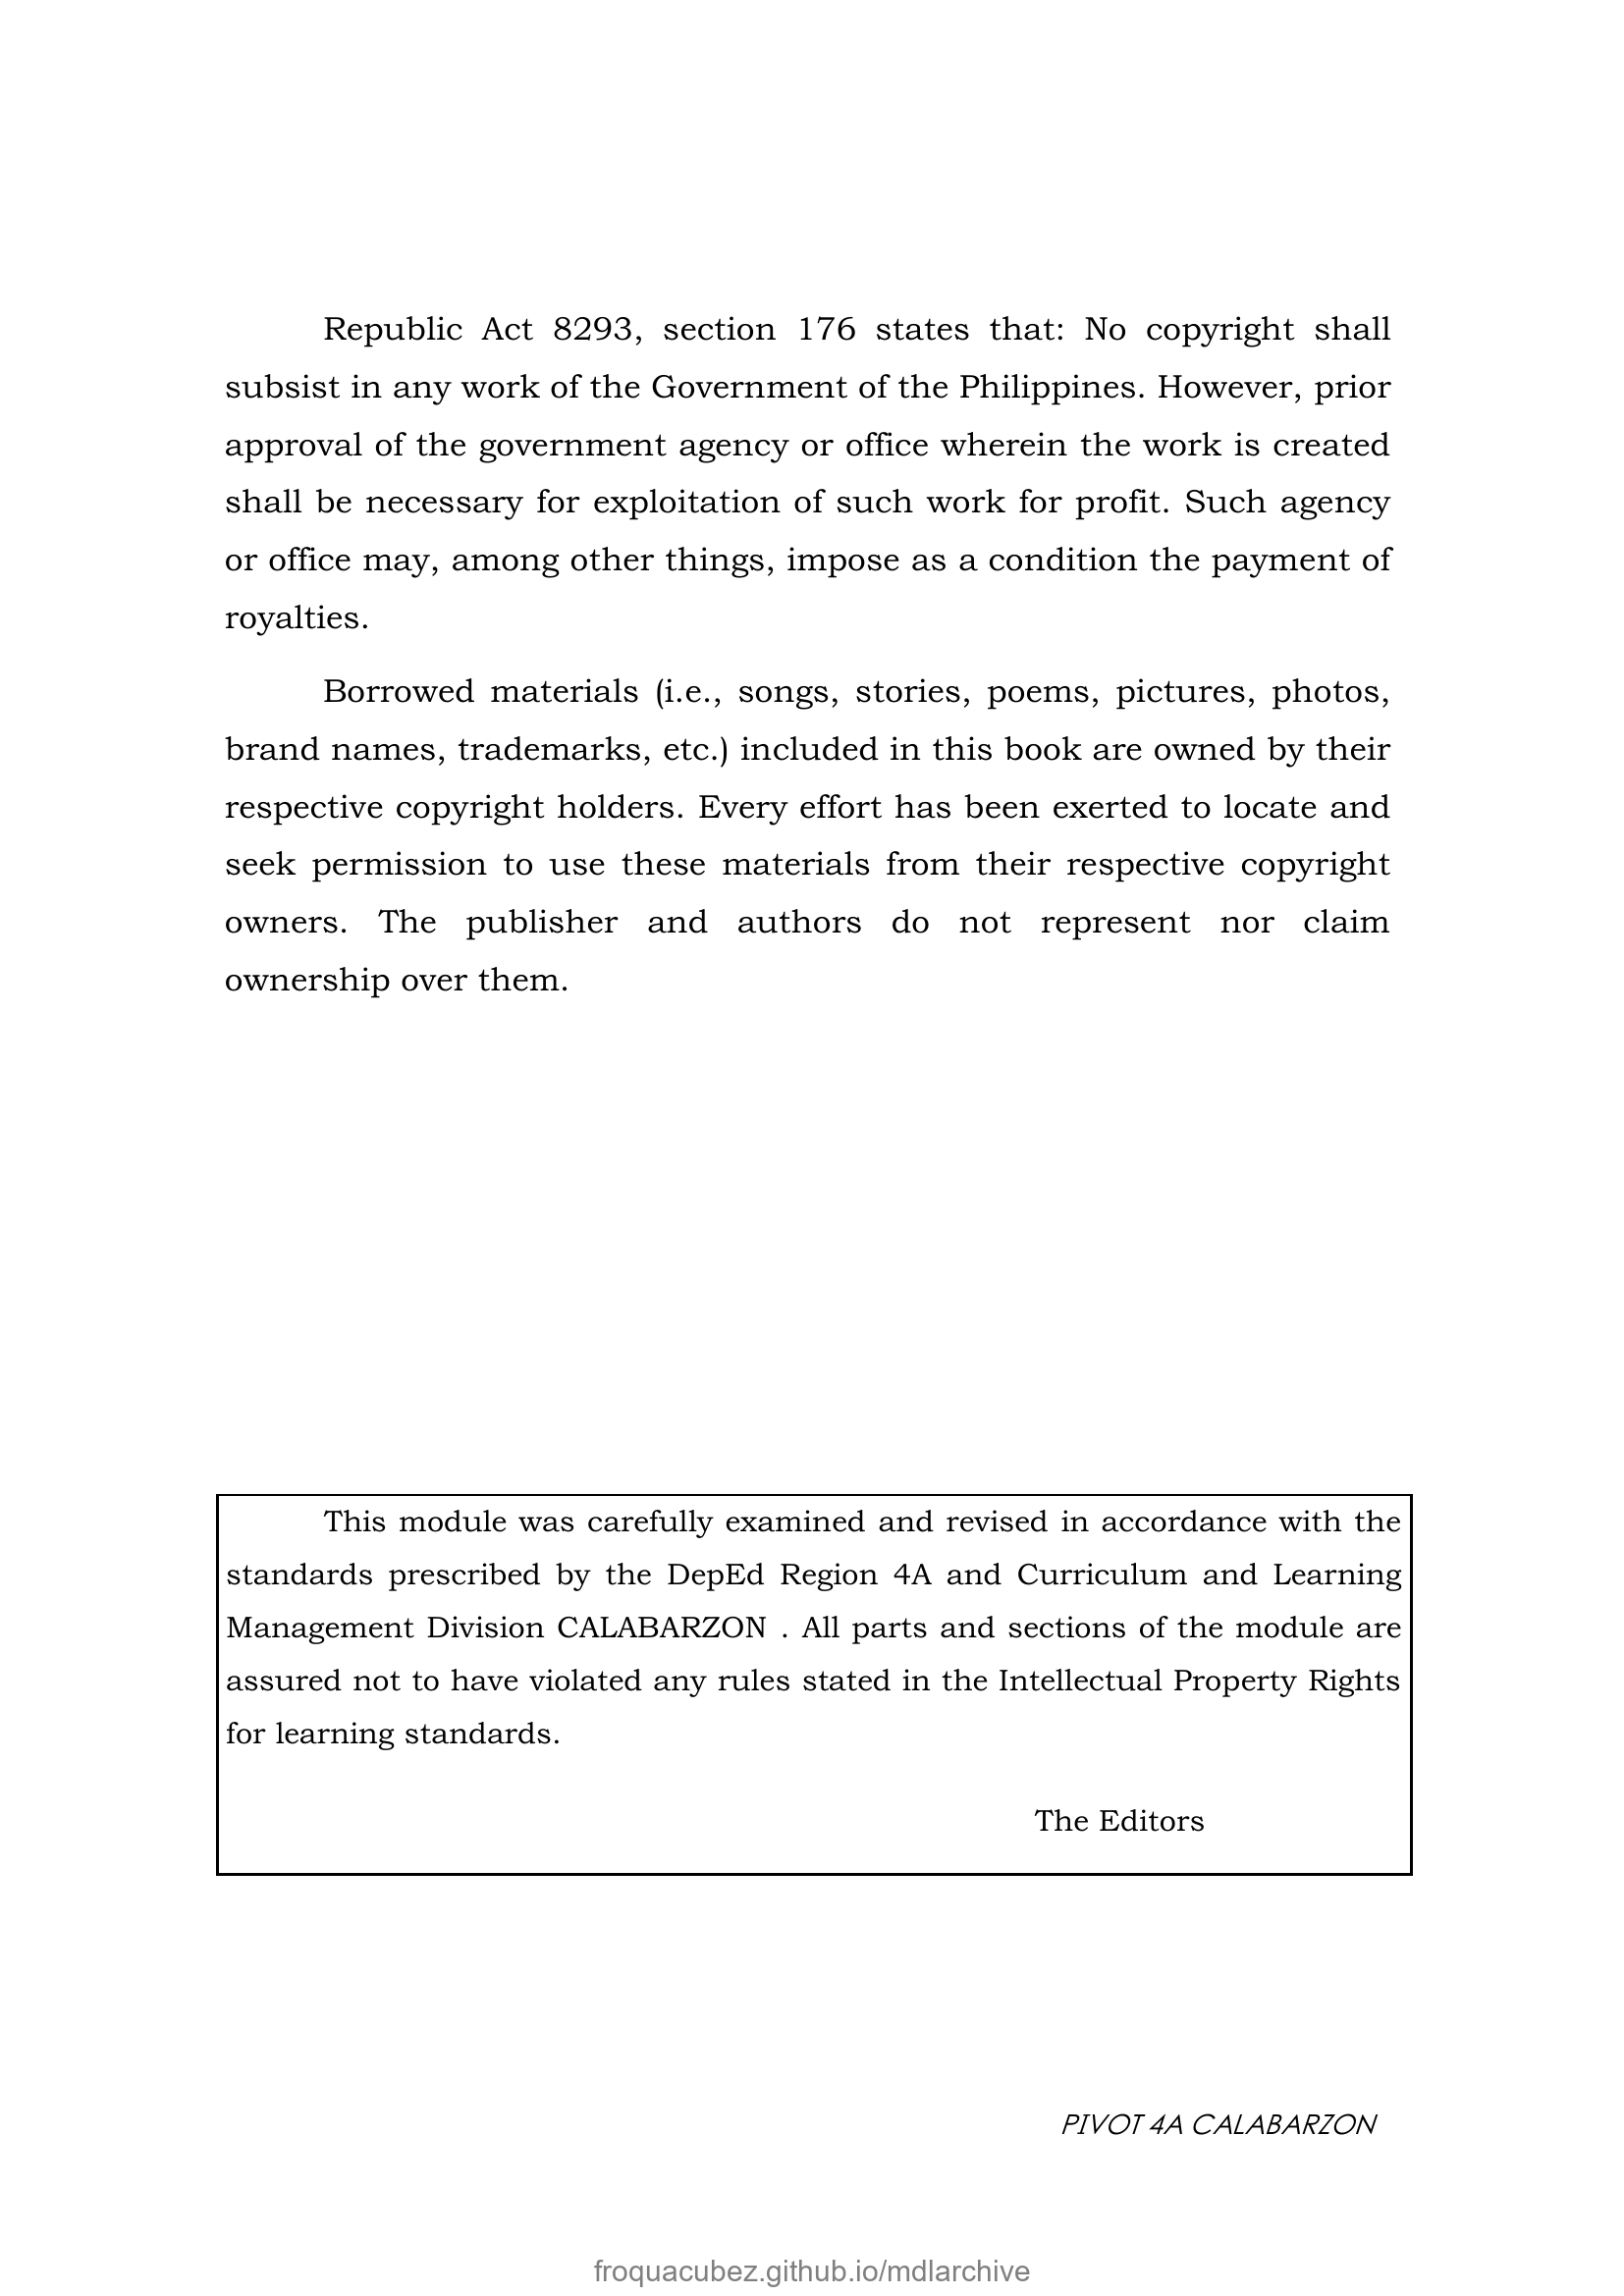 Republic Act 8293, section 176 states that: No copyright shall
subsist in any work of the Government of the Philippines. However, prior
approval of the government agency or office wherein the work is created
shall be necessary for exploitation of such work for profit. Such agency
or office may, among other things, impose as a condition the payment of
royalties.
Borrowed materials (i.e., songs, stories, poems, pictures, photos,
brand names, trademarks, etc.) included in this book are owned by their
respective copyright holders. Every effort has been exerted to locate and
seek permission to use these materials from their respective copyright
owners. The publisher and authors do not represent nor claim
ownership over them.
This module was carefully examined and revised in accordance with the
standards prescribed by the DepEd Region 4A and Curriculum and Learning
Management Division CALABARZON . All parts and sections of the module are
assured not to have violated any rules stated in the Intellectual Property Rights
for learning standards.
The Editors
PIVOT 4A CALABARZON
froquacubez.github.io/mdlarchive